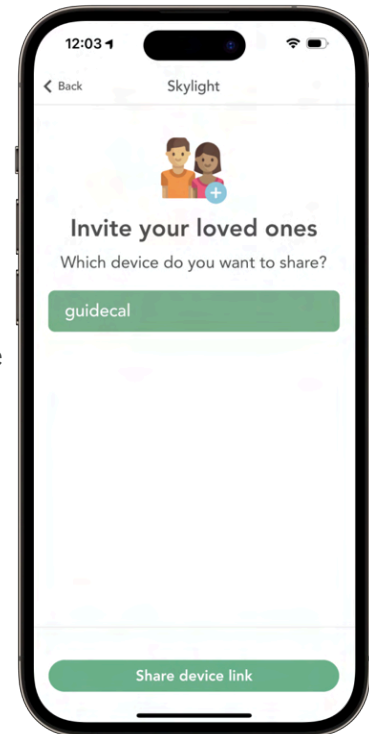 12:03
Back
Skylight
Invite your loved ones
Which device do you want to share?
guidecal
e
Share device link